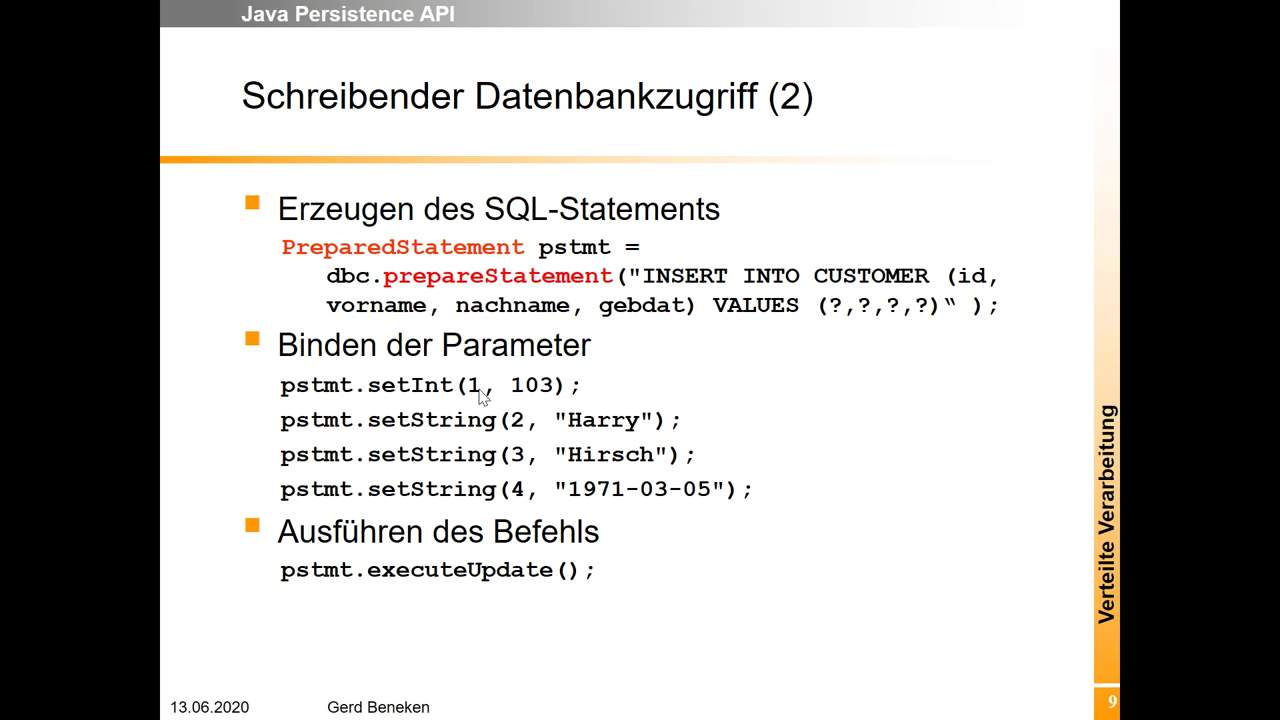 Java Persistence API
Schreibender Datenbankzugriff (2)
Erzeugen des SQL-Statements
PreparedStatement pstmt =
dbc.prepareStatement("INSERT INTO CUSTOMER (id,
vorname, nachname, gebdat) VALUES (?,?,?,?)“ );
Binden der Parameter
pstmt.setInt(1, 103);
pstmt.setString(2, "Harry");
pstmt.setString(3, "Hirsch");
pstmt.setString(4, "1971-03-05");
Ausführen des Befehls
pstmt.executeUpdate();
Verteilte Verarbeitung
13.06.2020
Gerd Beneken
9